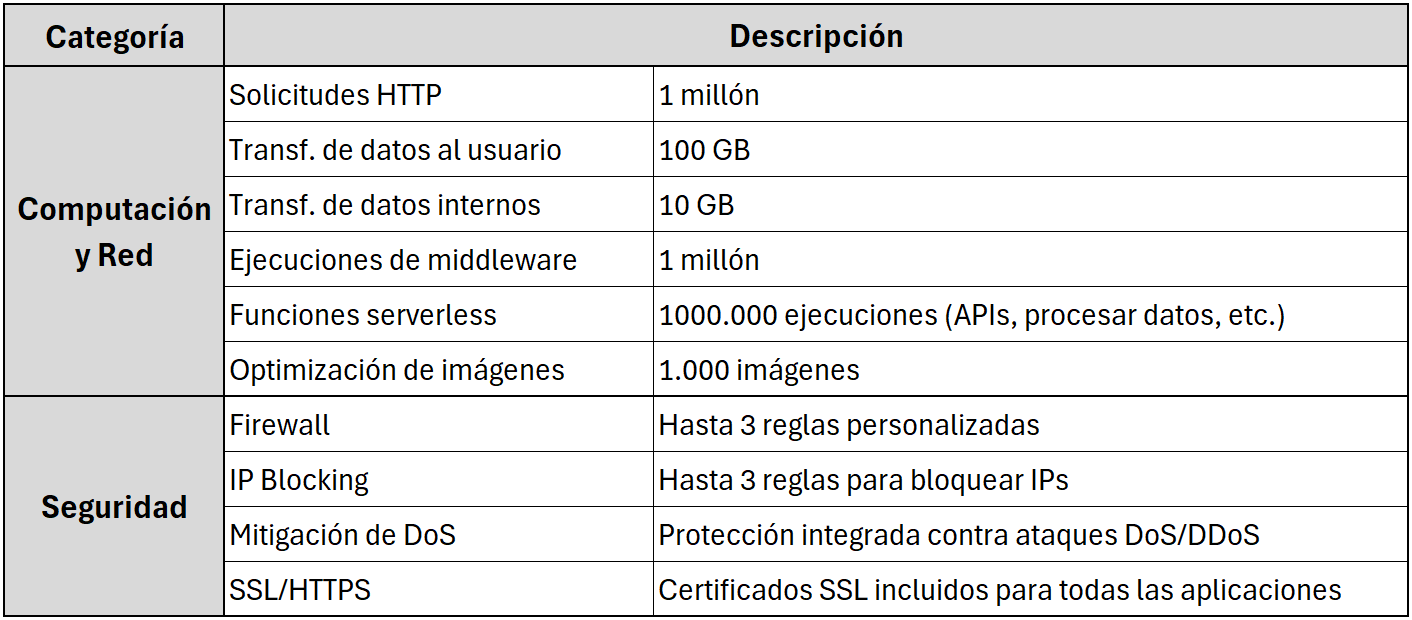 Categoría Descripción
Solicitudes HTTP 1 millón
Transf. de datos al usuario 100 GB
Computación
Transf. de datos internos 10 GB
y Red
Ejecuciones de middleware 1 millón
Funciones serverless 1000.000 ejecuciones (APIs, procesar datos, etc.)
Optimización de imágenes 1.000 imágenes
Firewall Hasta 3 reglas personalizadas
IP Blocking Hasta 3 reglas para bloquear IPs
Seguridad
Mitigación de DoS Protección integrada contra ataques DoS/DDoS
SSL/HTTPS Certificados SSL incluidos para todas las aplicaciones